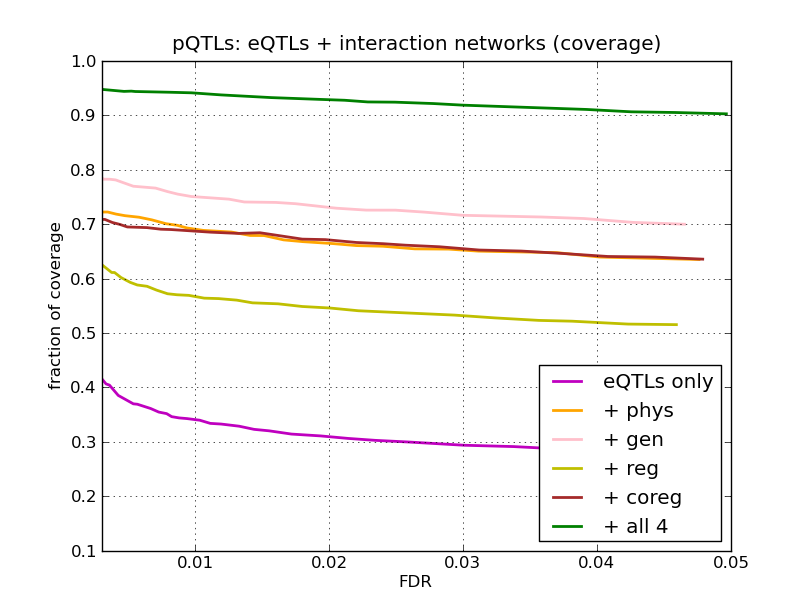 pQTLs: eQTLs + interaction networks (coverage)
1.0
0.9
0.8
0.7
0.6
0.5
0.4
0.3
0.2
0.1
fraction of coverage
eQTLs only
+ phys
+ gen
+ reg
+ coreg
+ all 4
0.01 0.02 0.03 0.04 0.05
FDR